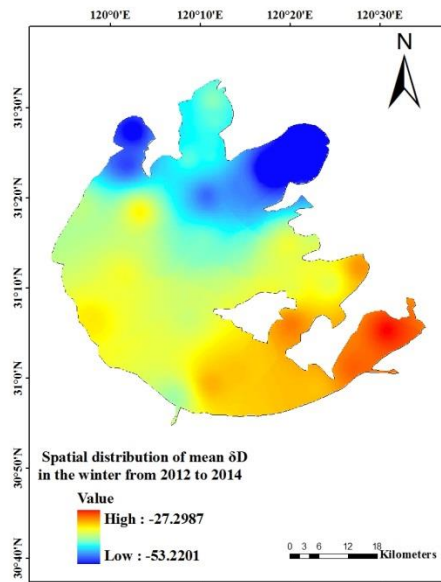 120°0'E 120°10'E 120°20'E 120°30'E
N
31°30'N
31°20'N
31°10'N
31°0'N
30°50'N
30°40'N
Spatial distribution of mean δD
in the winter from 2012 to 2014
Value
High : -27.2987
Low : -53.2201
0 3 6 12 18
Kilometers